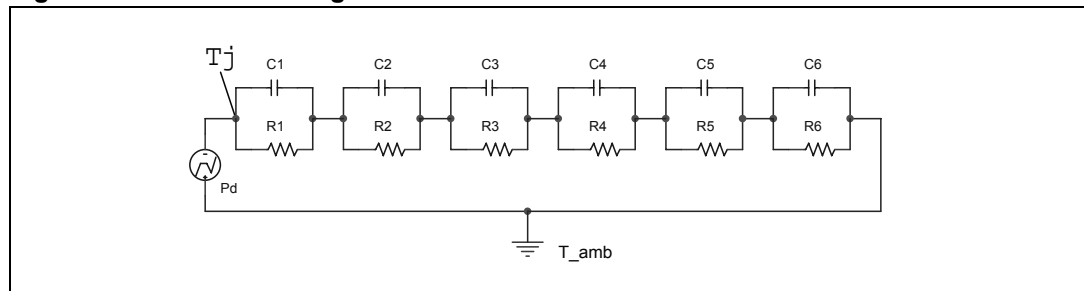 Tj
C1 C2 C3 C4 C5 C6
R1 R2 R3 R4 R5 R6
Pd
T_amb